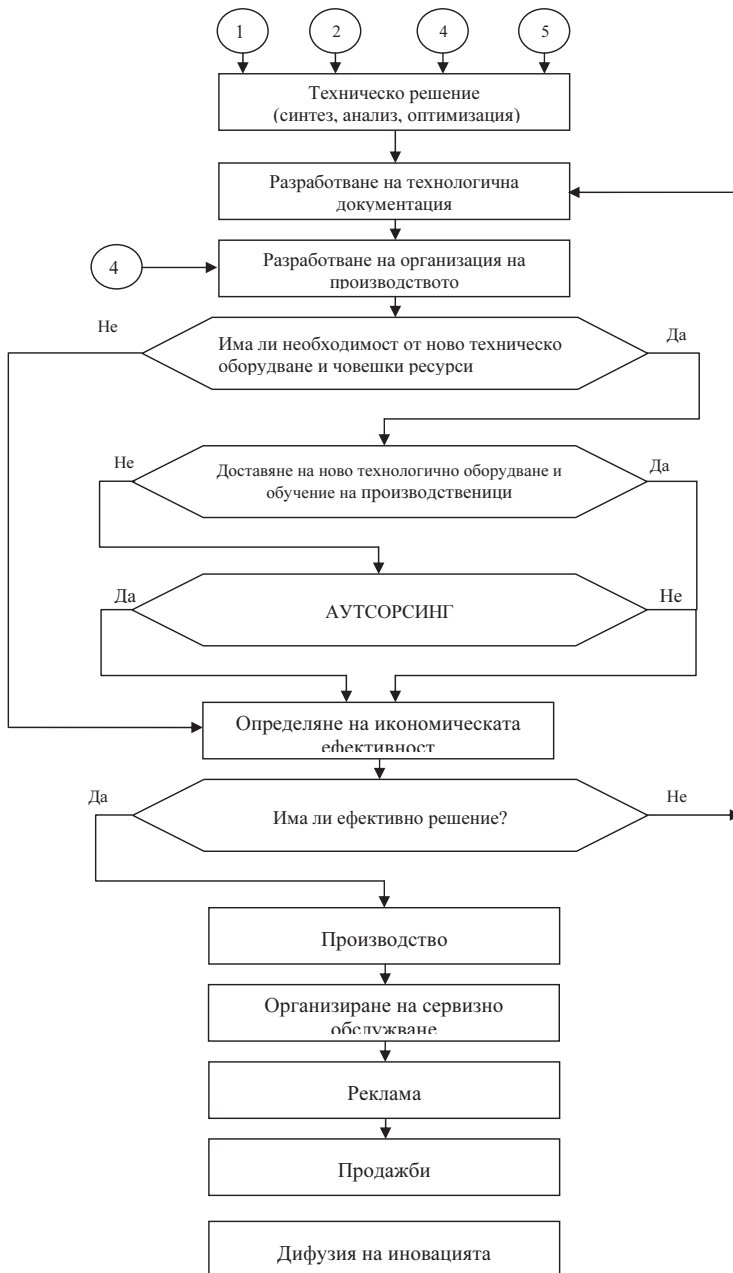 1
2
4
5
Техническо решение
(синтез, анализ, оптимизация)
Разработване на технологична
документация
4
Разработване на организация на
производството
Не
Има ли необходимост от ново техническо
оборудване и човешки ресурси
Да
Не
Доставяне на ново технологично оборудване и
обучение на производственици
Да
Да
АУТСОРСИНГ
Не
Определяне на икономическата
ефективност
Да
Има ли ефективно решение?
Не
Производство
Организиране на сервизно
обслужване
Реклама
Продажби
Дифузия на иновацията